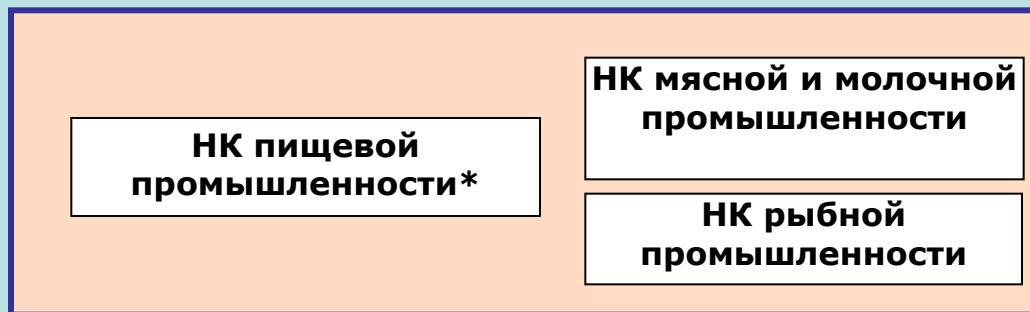 НК пищевой
промышленности*
НК мясной и молочной
промышленности
НК рыбной
промышленности